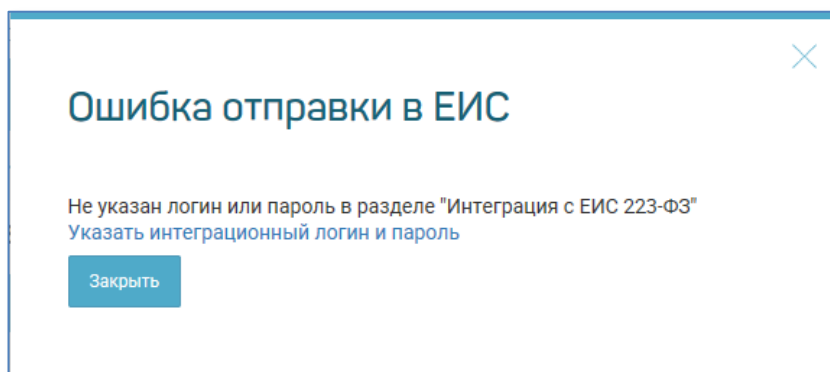 Ошибка отправки в ЕИС
Не указан логин или пароль в разделе "Интеграция с ЕИС 223-ФЗ"
Указать интеграционный логин и пароль
Закрыть